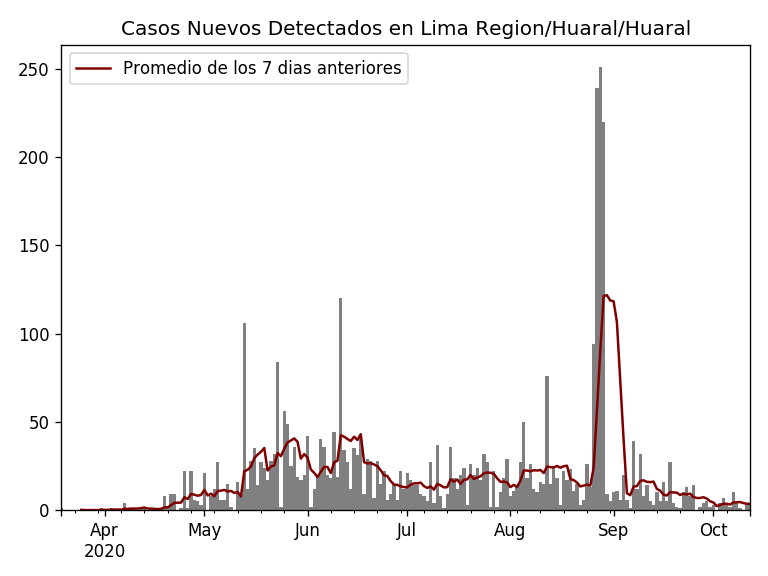 Casos Nuevos Detectados en Lima Region/Huaral/Huaral
Promedio de los 7 dias anteriores
250
200
150
100
50
0
Apr May Jun Jul Aug Sep Oct
2020